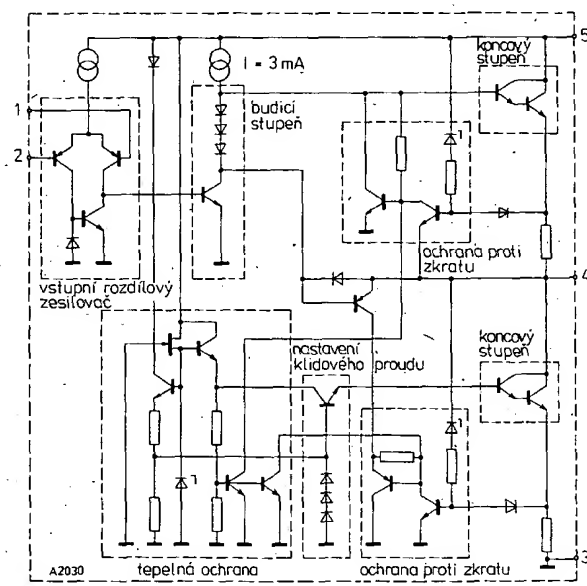 5
koncový
stupeň
I = 3 mA
1
budicí
stupeň
2
ochrana proti
zkratu
4
vstupní rozdílový
zesilovač
nastavení
klidového proudu
koncový
stupeň
3
A2030
tepelná ochrana
ochrana proti zkratu